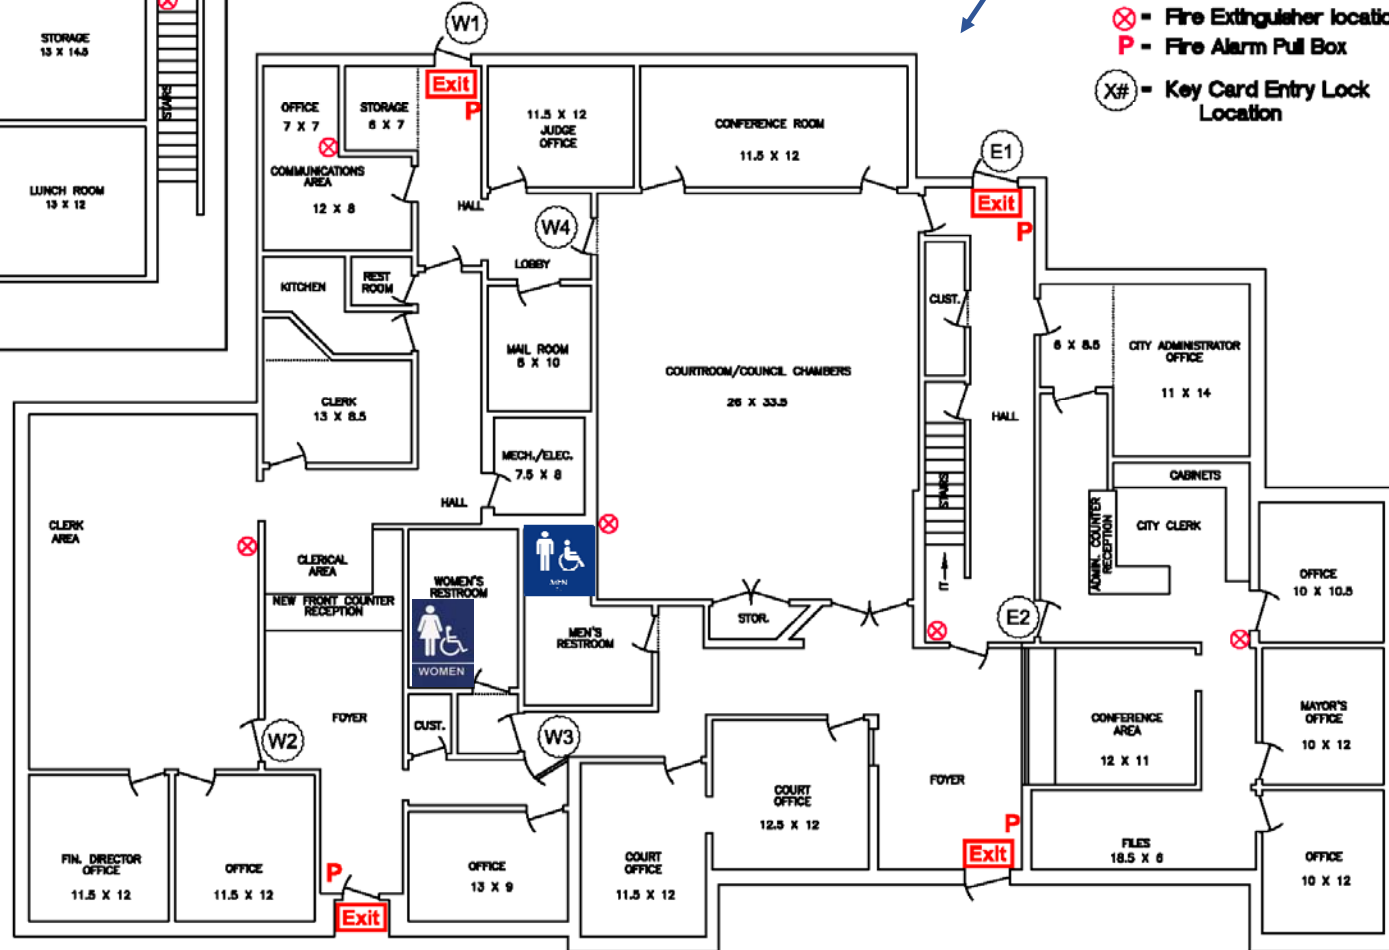 Fire Extinguisher locatio
P - Fire Alarm Pull Box
X# - Key Card Entry Lock
Location
STORAGE
13 X 14.5
STAIRS
LUNCH ROOM
13 X 12
W1
Exit
P
OFFICE
7 X 7
STORAGE
6 X 7
COMMUNICATIONS
AREA
12 X 8
11.5 X 12
JUDGE
OFFICE
CONFERENCE ROOM
11.5 X 12
E1
Exit
P
HALL
W4
LOBBY
KITCHEN
REST
ROOM
MAIL ROOM
5 X 10
CLERK
13 X 8.5
MECH./ELEC.
7.5 X 8
HALL
COURTROOM/COUNCIL CHAMBERS
26 X 33.5
CUST.
6 X 8.5
CITY ADMINISTRATOR
OFFICE
11 X 14
HALL
CABINETS
STAIRS
IT
ADMIN. COUNTER
RECEPTION
CITY CLERK
OFFICE
10 X 10.5
CLERK
AREA
CLERICAL
AREA
NEW FRONT COUNTER
RECEPTION
WOMEN'S
RESTROOM
WOMEN
MEN
MEN'S
RESTROOM
STOR.
E2
FOYER
W2
CUST.
W3
CONFERENCE
AREA
12 X 11
MAYOR'S
OFFICE
10 X 12
COURT
OFFICE
12.5 X 12
FOYER
P
Exit
FILES
18.5 X 6
OFFICE
10 X 12
FIN. DIRECTOR
OFFICE
11.5 X 12
OFFICE
11.5 X 12
P
Exit
OFFICE
13 X 9
COURT
OFFICE
11.5 X 12